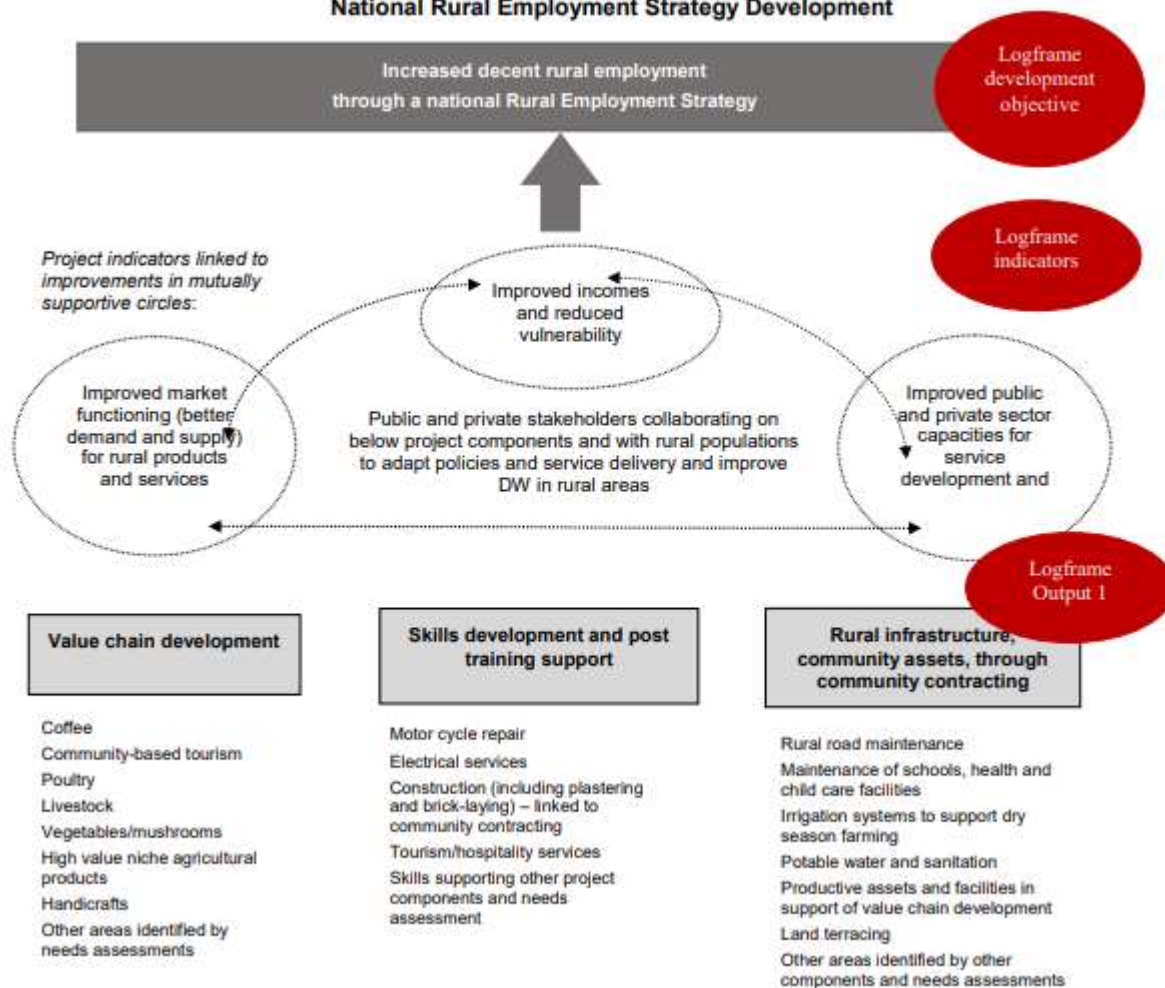 National Rural Employment Strategy Development
Increased decent rural employment
through a national Rural Employment Strategy
Logframe
development
objective
Logframe
indicators
Project indicators linked to
improvements in mutually
supportive circles:
Improved incomes
and reduced
vulnerability
Improved market
functioning (better
demand and supply)
for rural products
and services
Public and private stakeholders collaborating on
below project components and with rural populations
to adapt policies and service delivery and improve
DW in rural areas
Improved public
and private sector
capacities for
service
development and
Logframe
Output 1
Value chain development
Coffee
Community-based tourism
Poultry
Livestock
Vegetables/mushrooms
High value niche agricultural
products
Handicrafts
Other areas identified by
needs assessments
Skills development and post
training support
Motor cycle repair
Electrical services
Construction (including plastering
and brick-laying) – linked to
community contracting
Tourism/hospitality services
Skills supporting other project
components and needs
assessment
Rural infrastructure,
community assets, through
community contracting
Rural road maintenance
Maintenance of schools, health and
child care facilities
Irrigation systems to support dry
season farming
Potable water and sanitation
Productive assets and facilities in
support of value chain development
Land terracing
Other areas identified by other
components and needs assessments